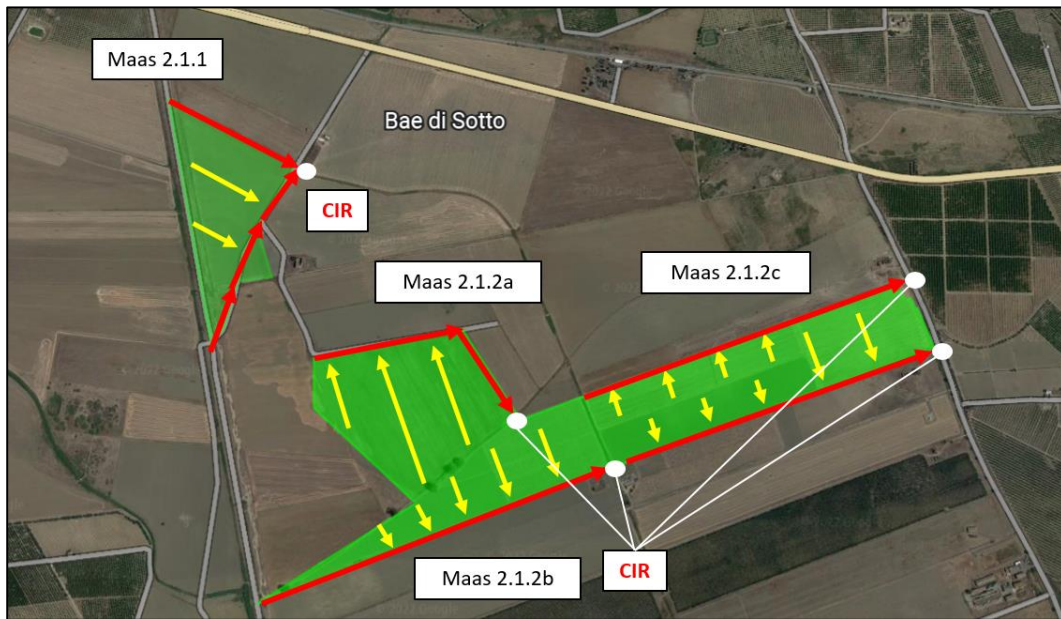 Maas 2.1.1
Bae di Sotto
CIR
Maas 2.1.2a
Maas 2.1.2c
Maas 2.1.2b
CIR